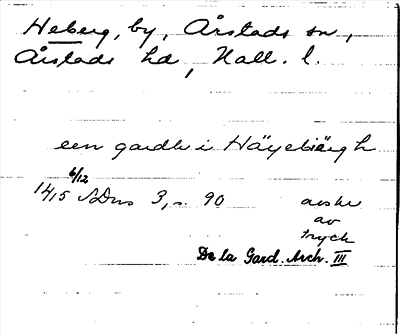 Heberg, by, Årstads sn,
Årstads hd, Hall. l.
een gardh i Häyebiärgh
6/12
1415 SDns 3, s. 90
avskr
av
tryck
De la Gard. Arch. III